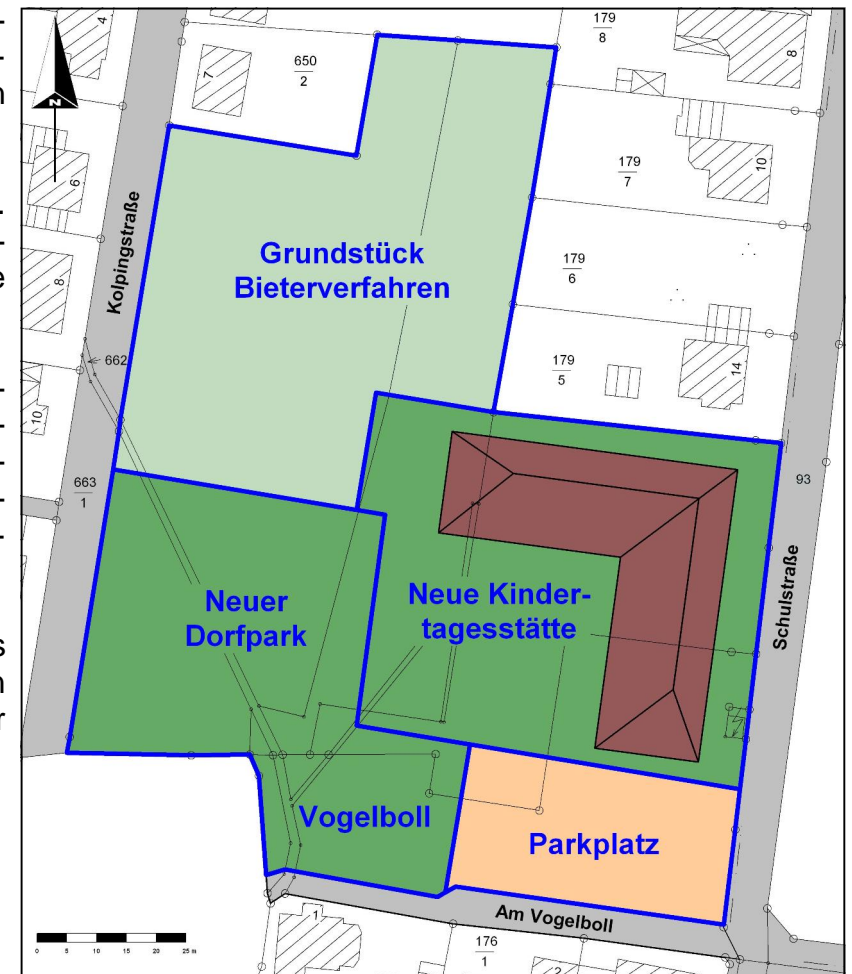 4
650
2
7
179
8
8
N
179
7
10
6
Kolpingstraße
Grundstück
Bieterverfahren
179
6
8
662
179
5
14
10
663
1
93
Neuer
Dorfpark
Neue Kinder-
tagesstätte
Schulstraße
Vogelboll
Parkplatz
Am Vogelboll
0 5 10 15 20 25 m
1
176
1
2